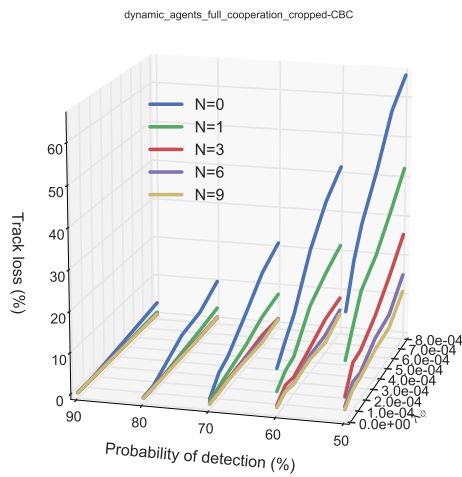 dynamic_agents_full_cooperation_cropped-CBC
N=0
N=1
N=3
N=6
N=9
Track loss (%)
60
50
40
30
20
10
0
90
80
70
60
50
Probability of detection (%)
8.0e-04
7.0e-04
6.0e-04
5.0e-04
4.0e-04
3.0e-04
2.0e-04
1.0e-04
0.0e+00